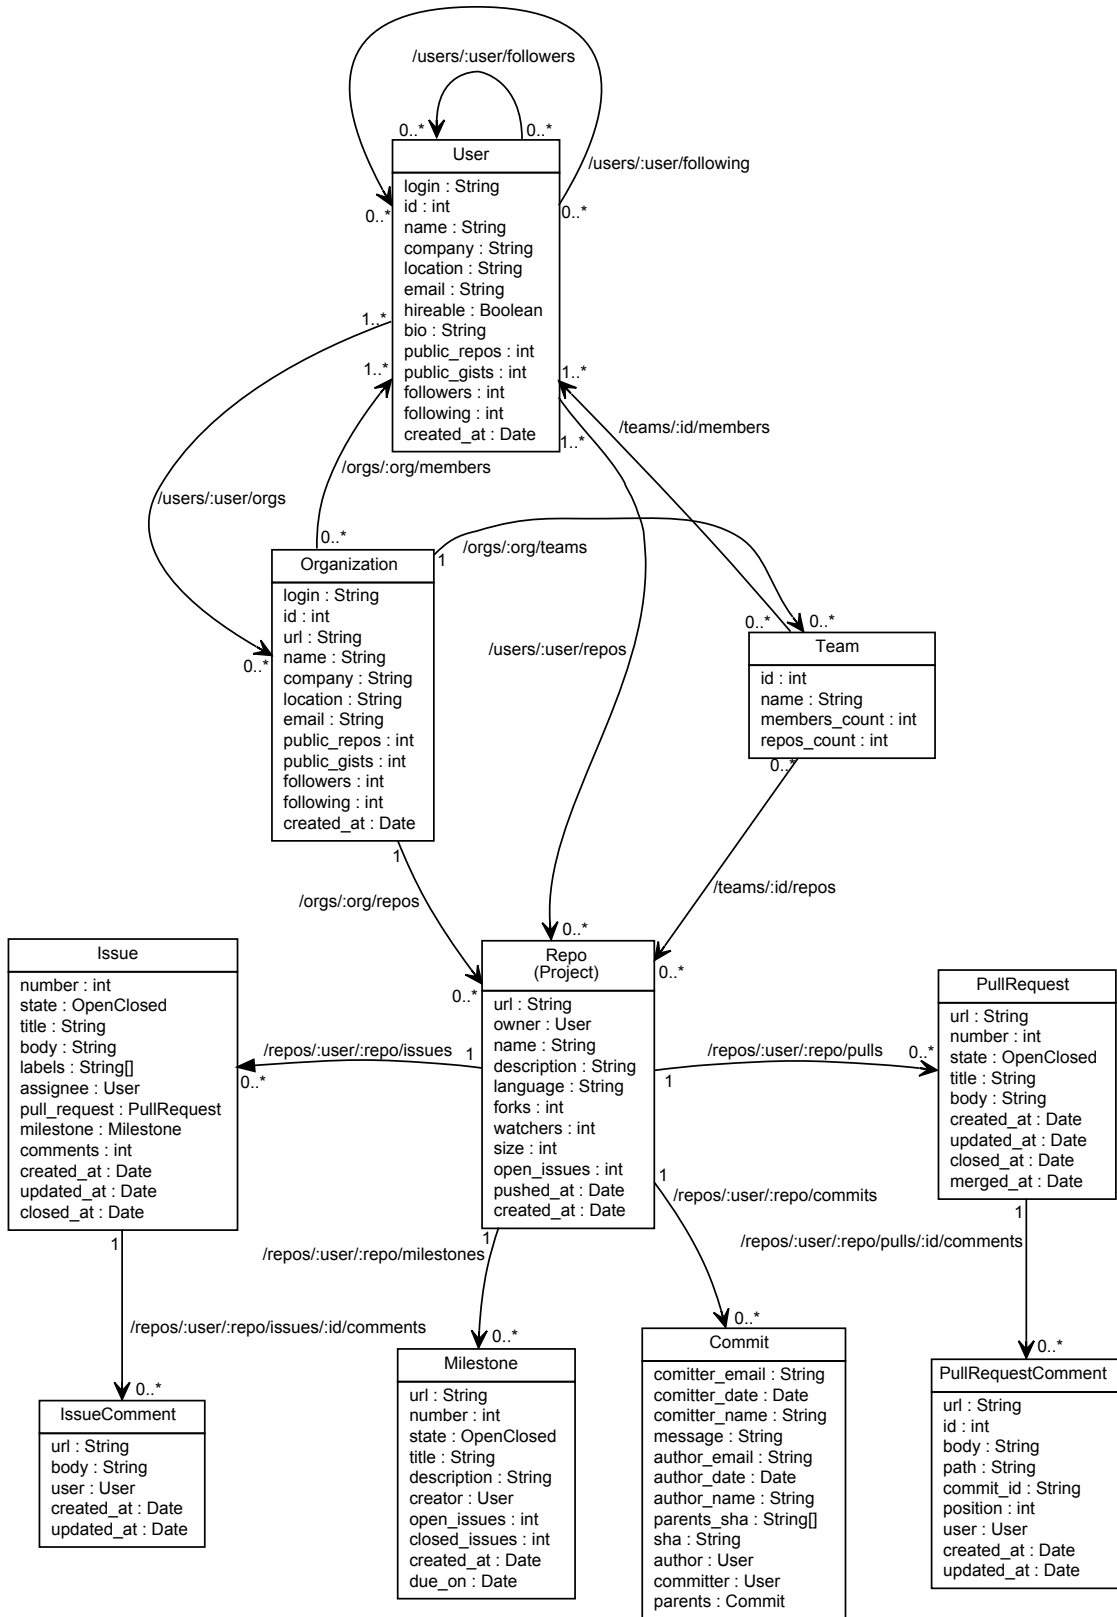 /users/:user/followers
0..*
0..*
User
/users/:user/following
login : String
id : int
name : String
company : String
location : String
email : String
hireable : Boolean
bio : String
public_repos : int
public_gists : int
followers : int
following : int
created_at : Date
0..*
0..*
1..*
1..*
1..*
1..*
/teams/:id/members
/orgs/:org/members
/users/:user/orgs
0..*
1
/orgs/:org/teams
Organization
login : String
id : int
url : String
name : String
company : String
location : String
email : String
public_repos : int
public_gists : int
followers : int
following : int
created_at : Date
0..*
/users/:user/repos
0..*
0..*
Team
id : int
name : String
members_count : int
repos_count : int
0..*
1
/orgs/:org/repos
/teams/:id/repos
0..*
0..*
0..*
Issue
number : int
state : OpenClosed
title : String
body : String
labels : String[]
assignee : User
pull_request : PullRequest
milestone : Milestone
comments : int
created_at : Date
updated_at : Date
closed_at : Date
/repos/:user/:repo/issues
1
0..*
Repo
(Project)
url : String
owner : User
name : String
description : String
language : String
forks : int
watchers : int
size : int
open_issues : int
pushed_at : Date
created_at : Date
/repos/:user/:repo/pulls
1
0..*
PullRequest
url : String
number : int
state : OpenClosed
title : String
body : String
created_at : Date
updated_at : Date
closed_at : Date
merged_at : Date
1
/repos/:user/:repo/commits
1
1
/repos/:user/:repo/milestones
1
/repos/:user/:repo/pulls/:id/comments
/repos/:user/:repo/issues/:id/comments
0..*
0..*
0..*
0..*
IssueComment
url : String
body : String
user : User
created_at : Date
updated_at : Date
Milestone
url : String
number : int
state : OpenClosed
title : String
description : String
creator : User
open_issues : int
closed_issues : int
created_at : Date
due_on : Date
Commit
comitter_email : String
comitter_date : Date
comitter_name : String
message : String
author_email : String
author_date : Date
author_name : String
parents_sha : String[]
sha : String
author : User
committer : User
parents : Commit
PullRequestComment
url : String
id : int
body : String
path : String
commit_id : String
position : int
user : User
created_at : Date
updated_at : Date